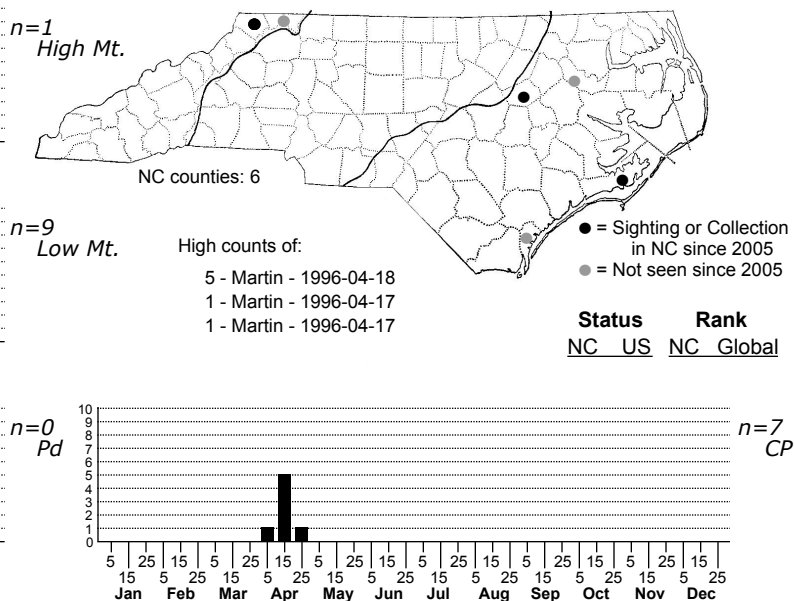 n=1
High Mt.
NC counties: 6
n=9
Low Mt.
High counts of:
5 - Martin - 1996-04-18
1 - Martin - 1996-04-17
1 - Martin - 1996-04-17
● = Sighting or Collection
in NC since 2005
● = Not seen since 2005
Status Rank
NC US NC Global
n=0
Pd
10
9
8
7
6
5
4
3
2
1
0
n=7
CP
5 25 15 5 25 15 5 25 15 5 25 15 5 25 15 5 25 15
15 5 25 15 5 25 15 5 25 15 5 25 15 5 25 15 5 25
Jan Feb Mar Apr May Jun Jul Aug Sep Oct Nov Dec